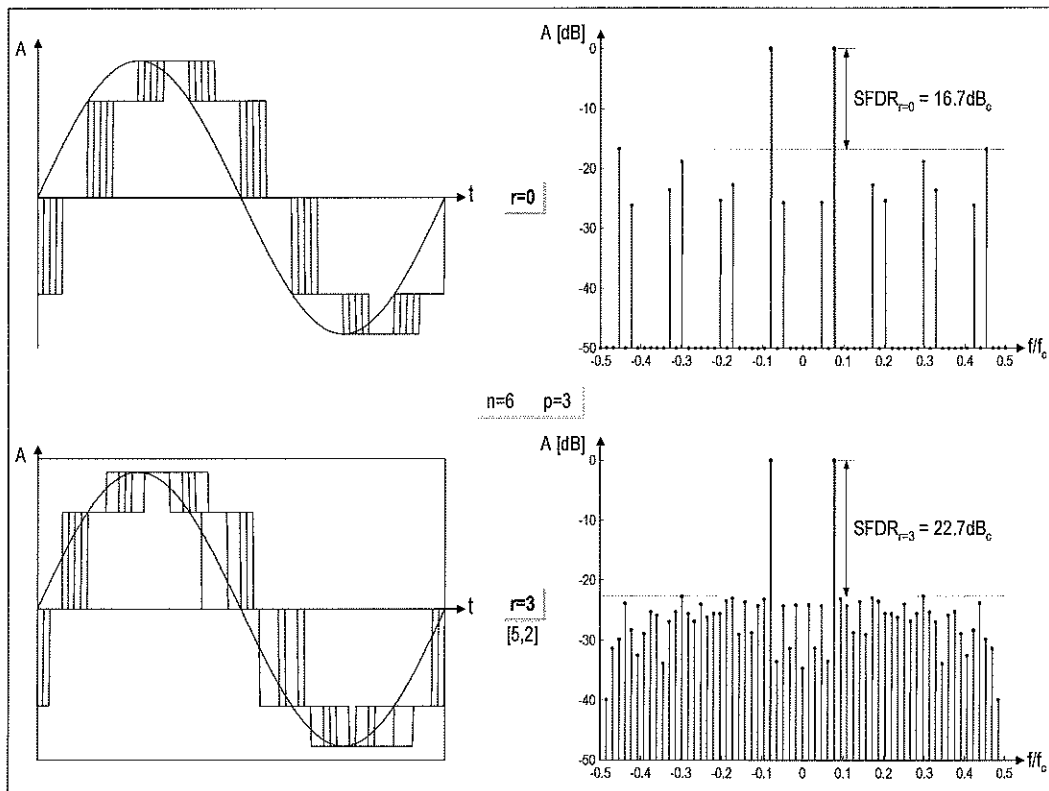 A
t
r=0
A [dB]
0
-10
-20
-30
-40
-50
SFDR_{r=0} = 16.7dB_c
-0.5 -0.4 -0.3 -0.2 -0.1 0 0.1 0.2 0.3 0.4 0.5
f/f_c
n=6 p=3
A
t
r=3
[5,2]
A [dB]
0
-10
-20
-30
-40
-50
SFDR_{r=3} = 22.7dB_c
-0.5 -0.4 -0.3 -0.2 -0.1 0 0.1 0.2 0.3 0.4 0.5
f/f_c